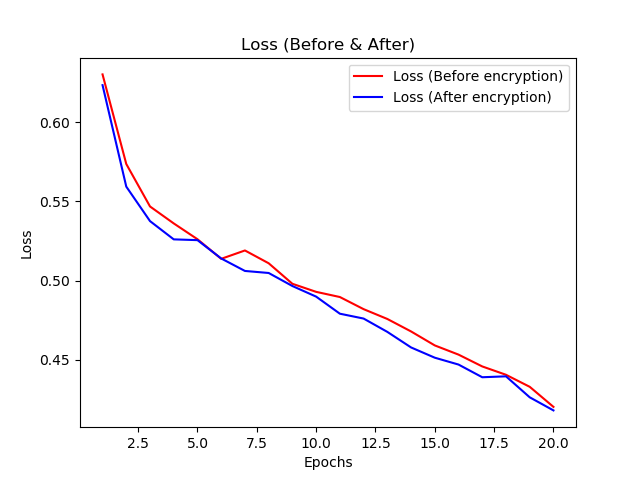 Loss (Before & After)
Loss (Before encryption)
Loss (After encryption)
Loss
0.60
0.55
0.50
0.45
2.5 5.0 7.5 10.0 12.5 15.0 17.5 20.0
Epochs